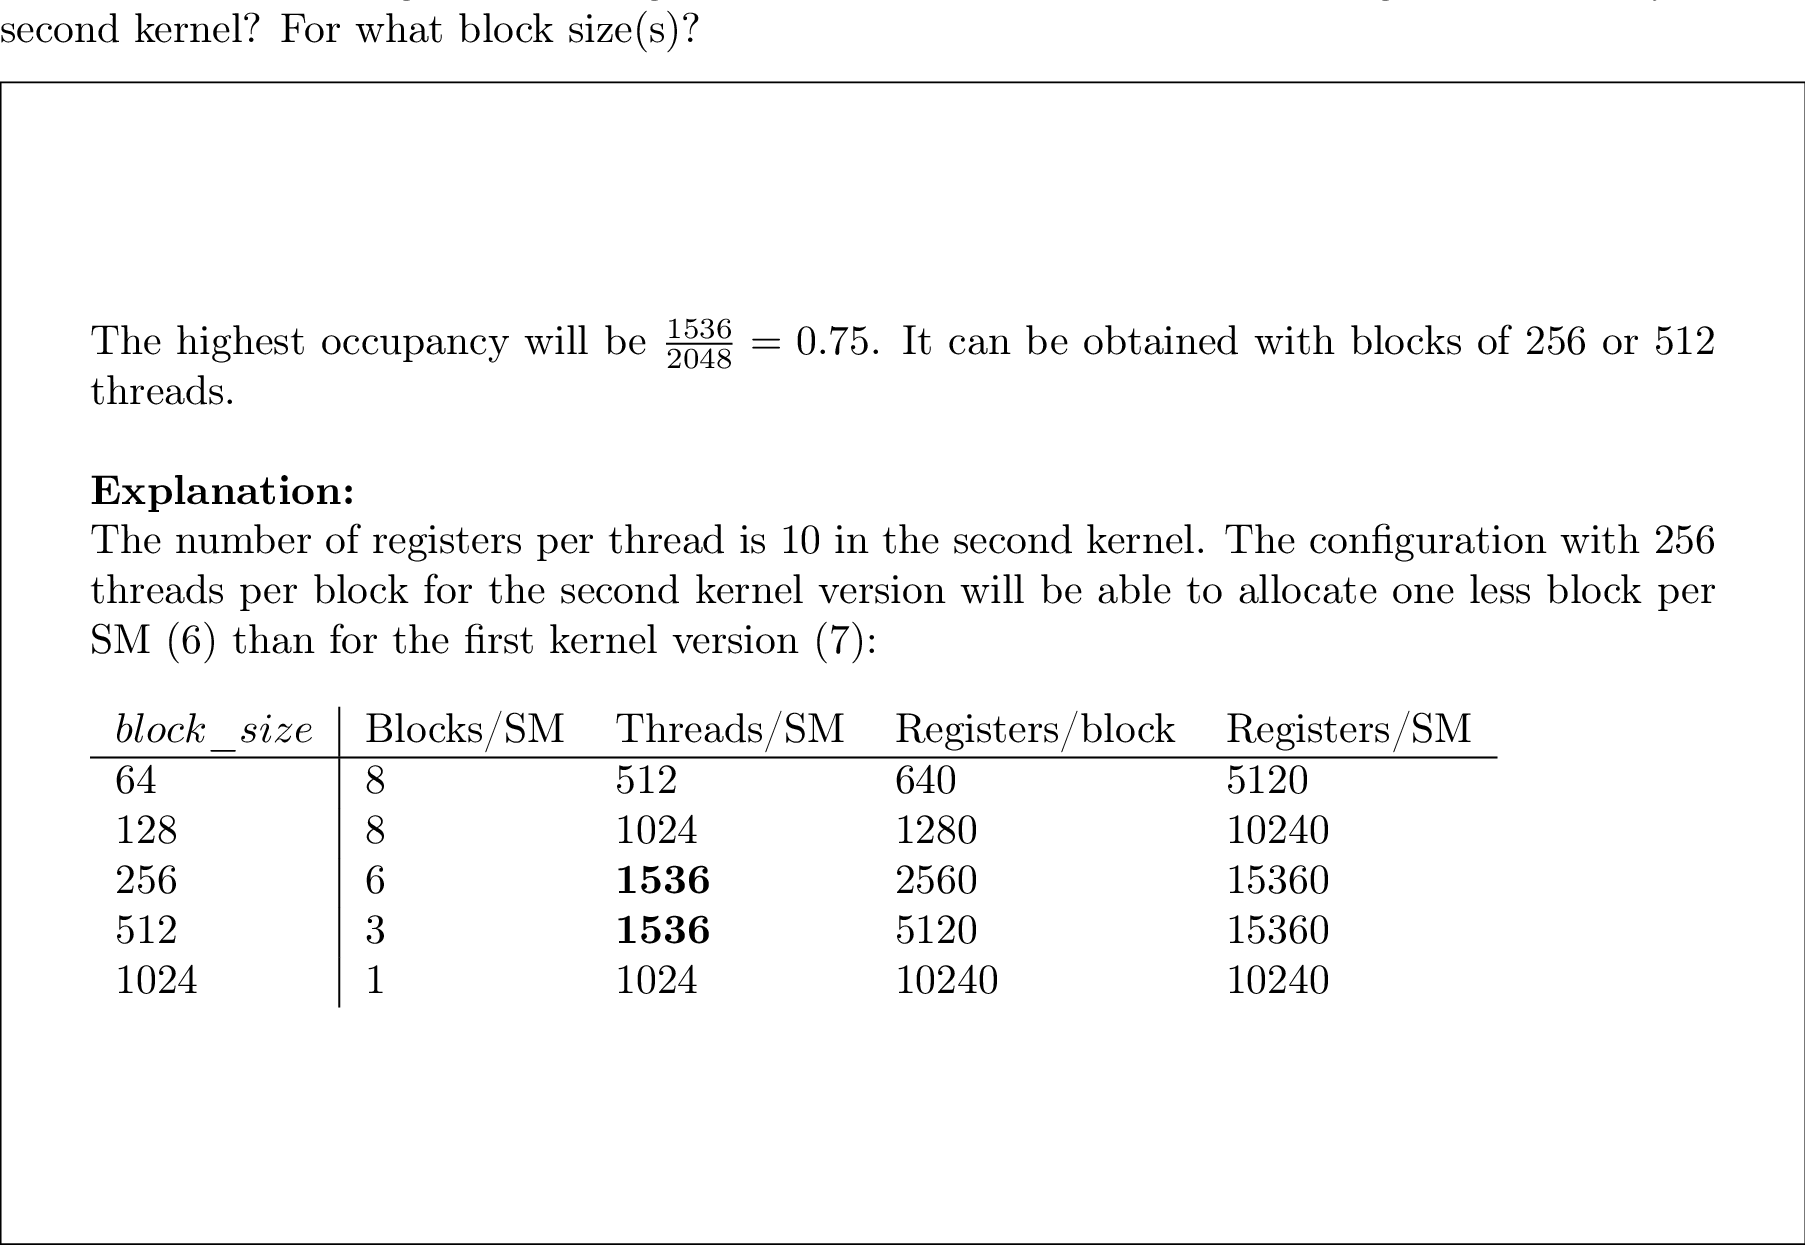 second kernel? For what block size(s)?
The highest occupancy will be 1536/2048 = 0.75. It can be obtained with blocks of 256 or 512
threads.
Explanation:
The number of registers per thread is 10 in the second kernel. The configuration with 256
threads per block for the second kernel version will be able to allocate one less block per
SM (6) than for the first kernel version (7):
block_size Blocks/SM Threads/SM Registers/block Registers/SM
64 8 512 640 5120
128 8 1024 1280 10240
256 6 1536 2560 15360
512 3 1536 5120 15360
1024 1 1024 10240 10240